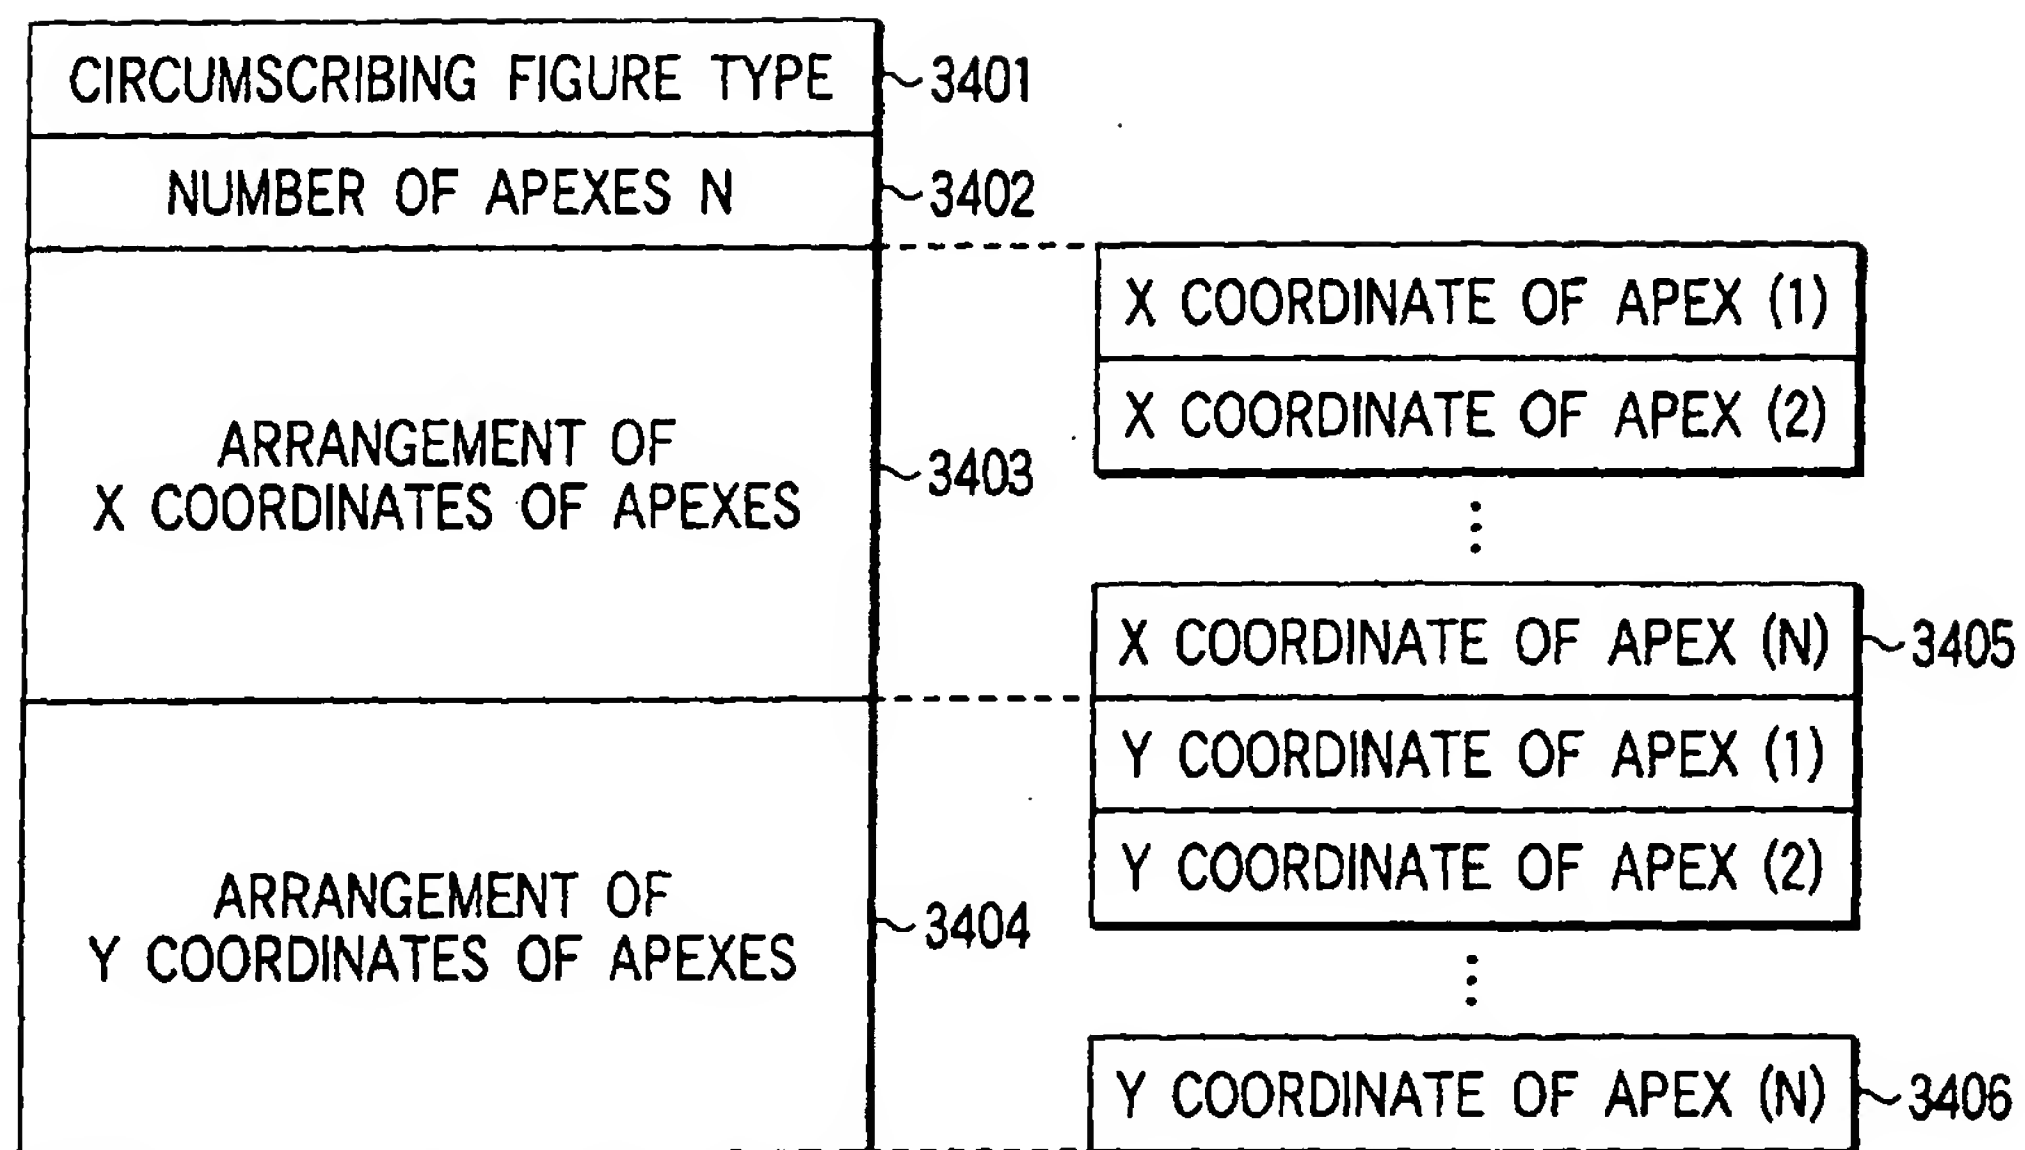 CIRCUMSCRIBING FIGURE TYPE
3401
NUMBER OF APEXES N
3402
ARRANGEMENT OF
X COORDINATES OF APEXES
3403
ARRANGEMENT OF
Y COORDINATES OF APEXES
3404
X COORDINATE OF APEX (1)
X COORDINATE OF APEX (2)
X COORDINATE OF APEX (N)
3405
Y COORDINATE OF APEX (1)
Y COORDINATE OF APEX (2)
Y COORDINATE OF APEX (N)
3406